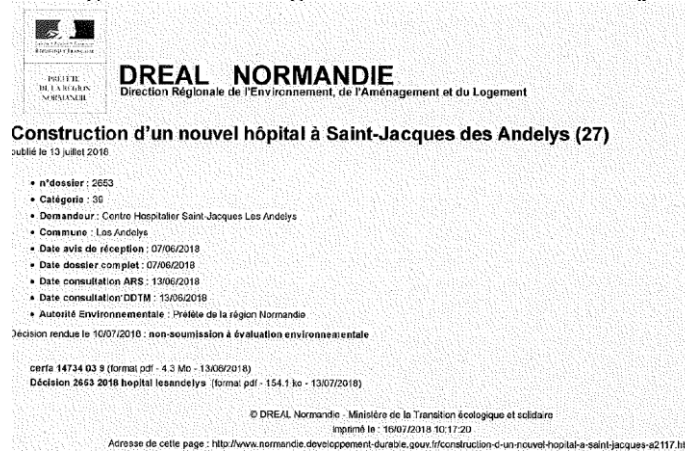 PRÉFÈTE
DE LA RÉGION
NORMANDIE
DREAL NORMANDIE
Direction Régionale de l'Environnement, de l'Aménagement et du Logement
Construction d'un nouvel hôpital à Saint-Jacques des Andelys (27)
publié le 13 juillet 2018
• n°dossier : 2653
• Catégorie : 39
• Demandeur : Centre Hospitalier Saint-Jacques Les Andelys
• Commune : Les Andelys
• Date avis de réception : 07/06/2018
• Date dossier complet : 07/06/2018
• Date consultation ARS : 13/06/2018
• Date consultation DDTM : 13/06/2018
• Autorité Environnementale : Préfète de la région Normandie
Décision rendue le 10/07/2018 : non-soumission à évaluation environnementale
cerfa 14734 03 9 (format pdf - 4.3 Mo - 13/06/2018)
Décision 2653 2018 hopital lesandelys (format pdf - 154.1 ko - 13/07/2018)
© DREAL Normandie - Ministère de la Transition écologique et solidaire
Imprimé le : 16/07/2018 10:17:20
Adresse de cette page : http://www.normandie.developpement-durable.gouv.fr/construction-d-un-nouvel-hopital-a-saint-jacques-a2117.ht